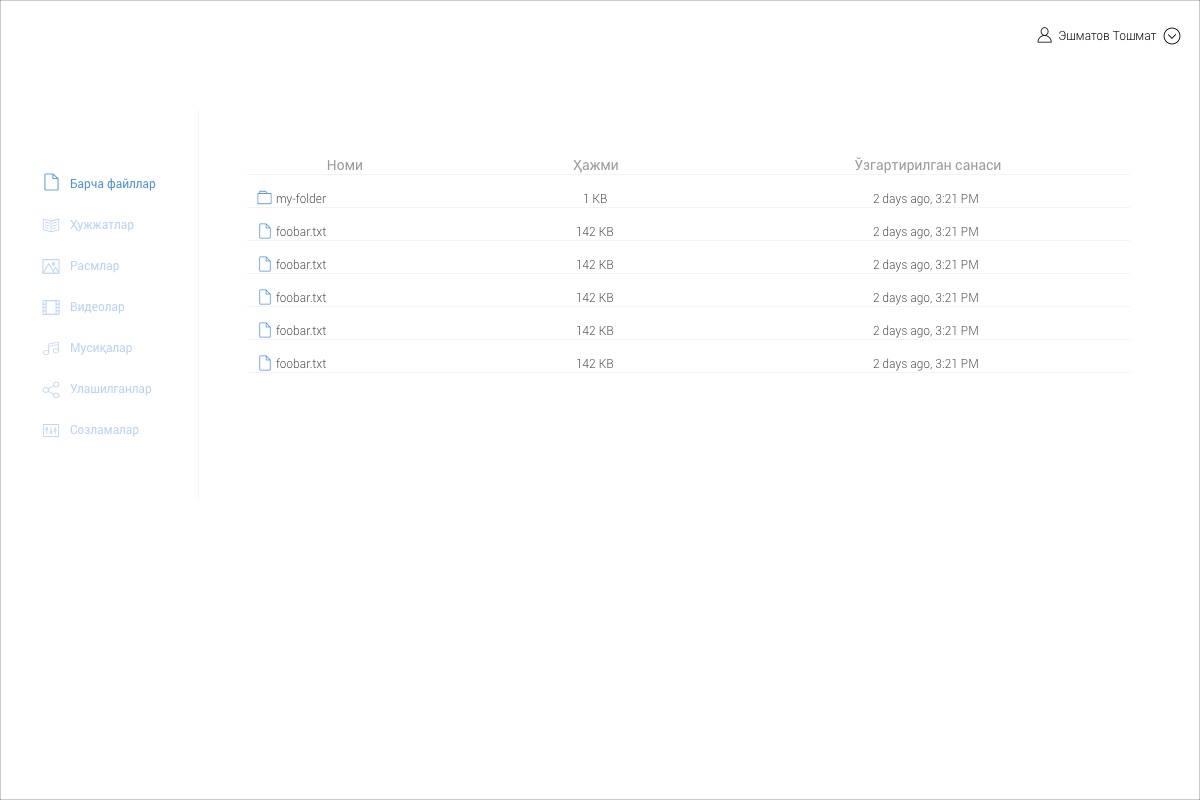 Эшматов Тошмат
Барча файллар
Ҳужжатлар
Расмлар
Видеолар
Мусиқалар
Улашилганлар
Созламалар
Номи Ҳажми Ўзгартирилган санаси
my-folder 1 KB 2 days ago, 3:21 PM
foobar.txt 142 KB 2 days ago, 3:21 PM
foobar.txt 142 KB 2 days ago, 3:21 PM
foobar.txt 142 KB 2 days ago, 3:21 PM
foobar.txt 142 KB 2 days ago, 3:21 PM
foobar.txt 142 KB 2 days ago, 3:21 PM